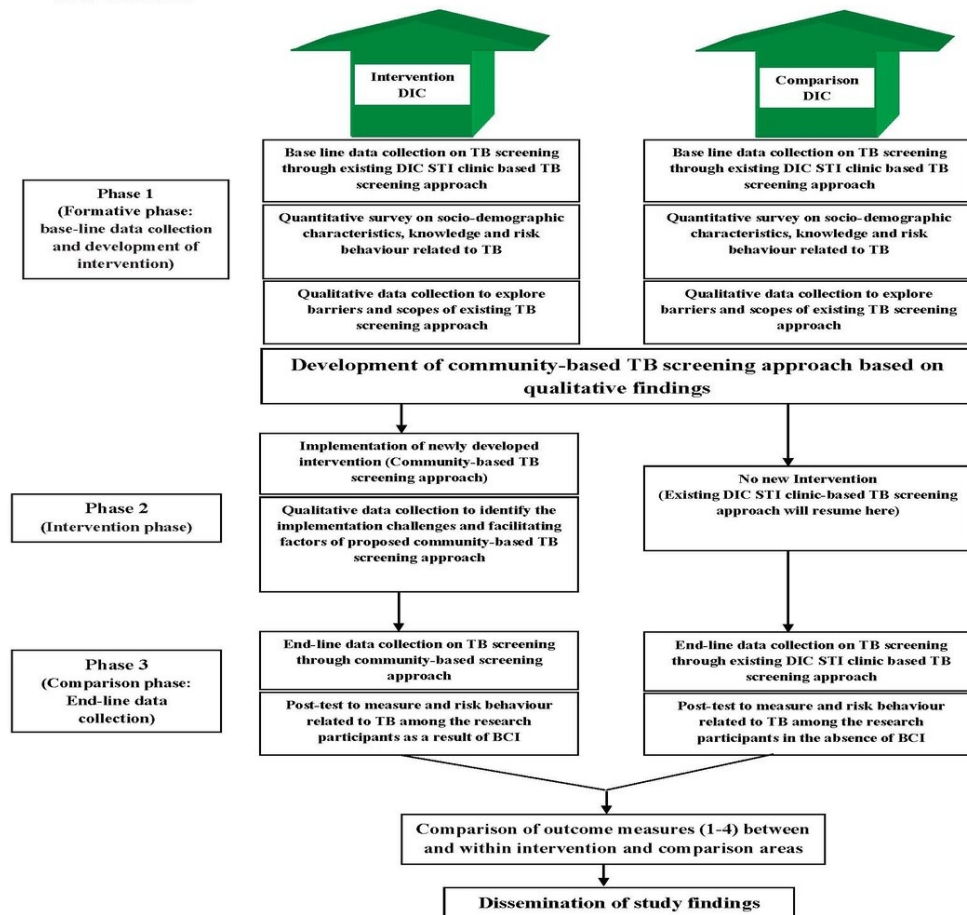 Intervention
DIC
Comparison
DIC
Phase 1
(Formative phase:
base-line data collection
and development of
intervention)
Base line data collection on TB screening
through existing DIC STI clinic based TB
screening approach
Quantitative survey on socio-demographic
characteristics, knowledge and risk
behaviour related to TB
Qualitative data collection to explore
barriers and scopes of existing TB
screening approach
Base line data collection on TB screening
through existing DIC STI clinic based TB
screening approach
Quantitative survey on socio-demographic
characteristics, knowledge and risk
behaviour related to TB
Qualitative data collection to explore
barriers and scopes of existing TB screening
approach
Development of community-based TB screening approach based on
qualitative findings
Phase 2
(Intervention phase)
Implementation of newly developed
intervention (Community-based TB
screening approach)
Qualitative data collection to identify the
implementation challenges and facilitating
factors of proposed community-based TB
screening approach
No new Intervention
(Existing DIC STI clinic-based TB screening
approach will resume here)
Phase 3
(Comparison phase:
End-line data
collection)
End-line data collection on TB screening
through community-based screening
approach
Post-test to measure and risk behaviour
related to TB among the research
participants as a result of BCI
End-line data collection on TB screening
through existing DIC STI clinic based TB
screening approach
Post-test to measure and risk behaviour
related to TB among the research
participants in the absence of BCI
Comparison of outcome measures (1-4) between
and within intervention and comparison areas
Dissemination of study findings